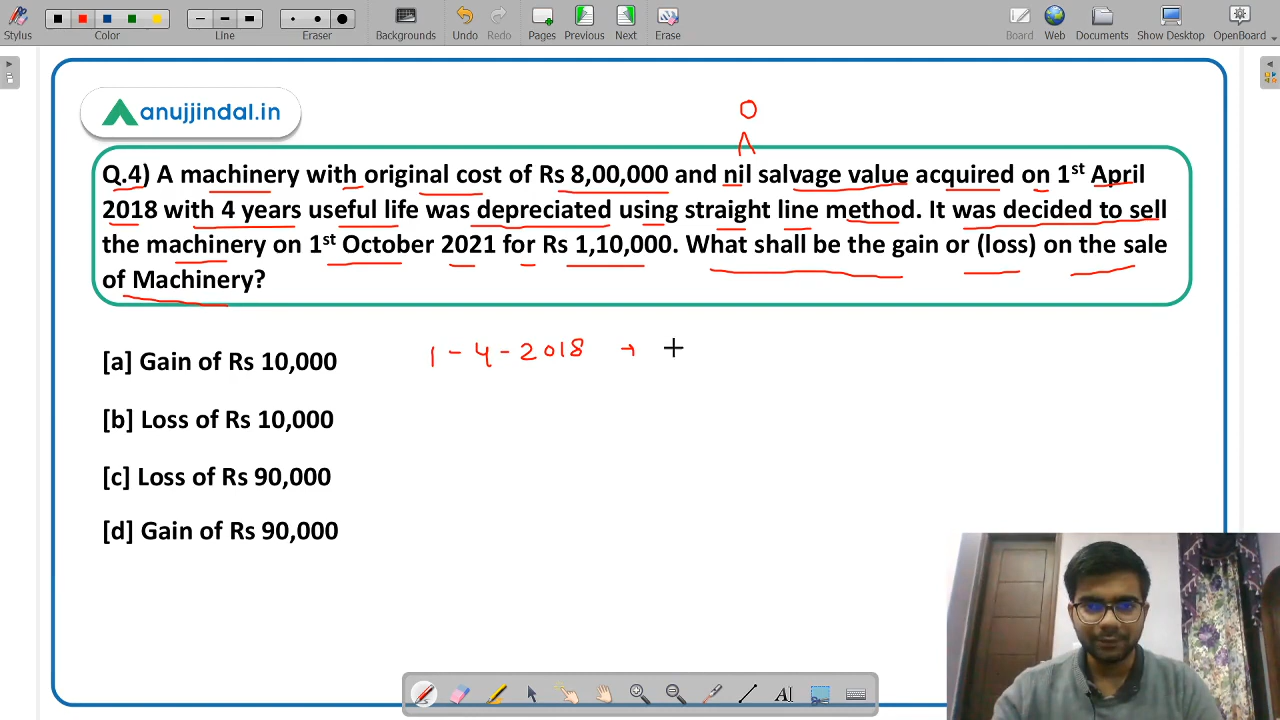 Stylus
Color
Line
Eraser
Backgrounds
Undo
Redo
Pages
Previous
Next
Erase
Board
Web
Documents
Show Desktop
OpenBoard
anujjindal.in
0
Q.4) A machinery with original cost of Rs 8,00,000 and nil salvage value acquired on 1st April
2018 with 4 years useful life was depreciated using straight line method. It was decided to sell
the machinery on 1st October 2021 for Rs 1,10,000. What shall be the gain or (loss) on the sale
of Machinery?
1 - 4 - 2018 →
[a] Gain of Rs 10,000
[b] Loss of Rs 10,000
[c] Loss of Rs 90,000
[d] Gain of Rs 90,000
AI